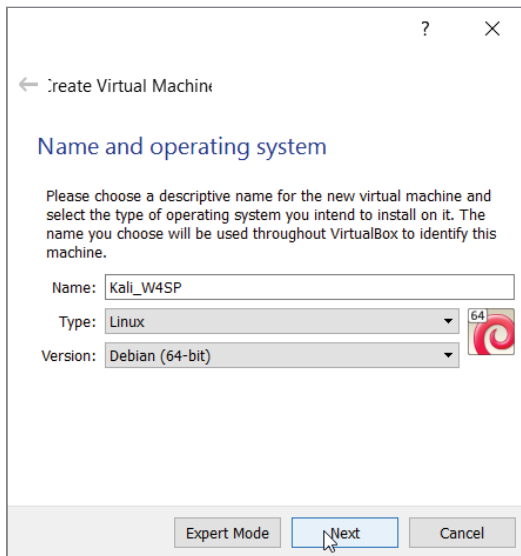 ?
Create Virtual Machine
Name and operating system
Please choose a descriptive name for the new virtual machine and
select the type of operating system you intend to install on it. The
name you choose will be used throughout VirtualBox to identify this
machine.
Name: Kali_W4SP
Type: Linux
64
Version: Debian (64-bit)
Expert Mode Next Cancel